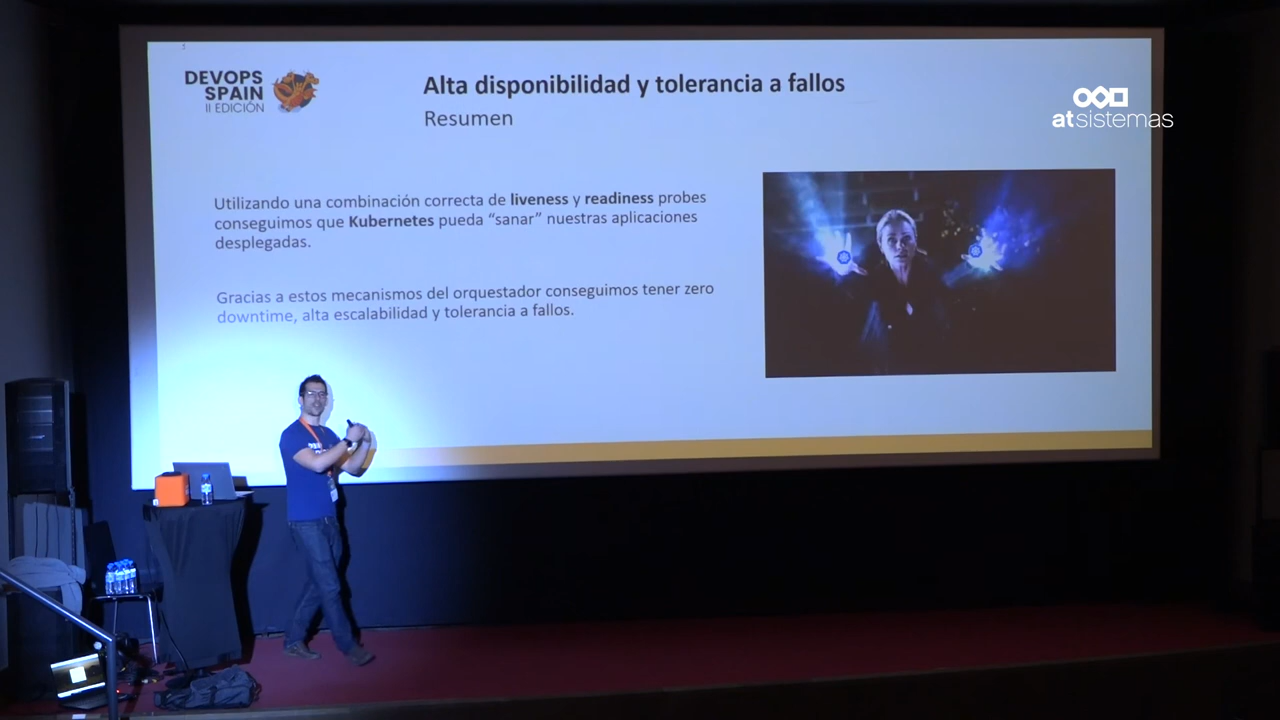 DEVOPS
SPAIN
II EDICIÓN
Alta disponibilidad y tolerancia a fallos
Resumen
atsistemas
Utilizando una combinación correcta de liveness y readiness probes
conseguimos que Kubernetes pueda “sanar” nuestras aplicaciones
desplegadas.
Gracias a estos mecanismos del orquestador conseguimos tener zero
downtime, alta escalabilidad y tolerancia a fallos.